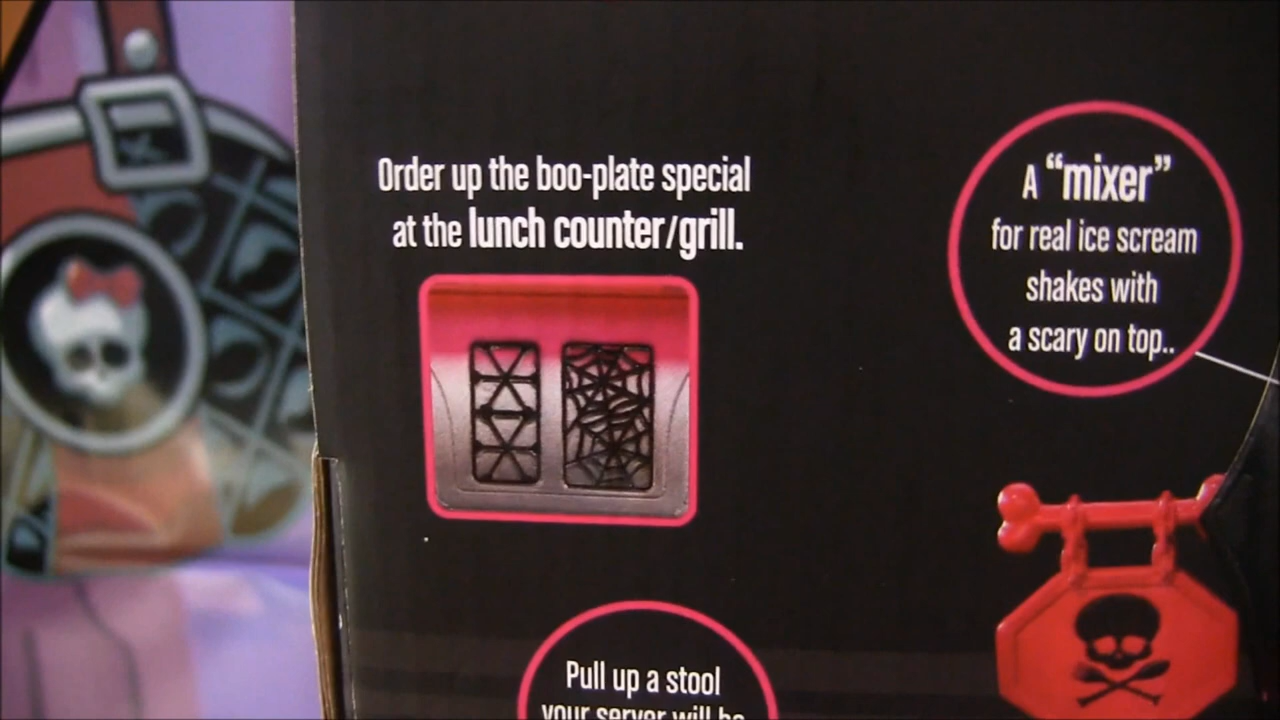 Order up the boo-plate special
at the lunch counter/grill.
A “mixer”
for real ice scream
shakes with
a scary on top..
Pull up a stool
your server will be